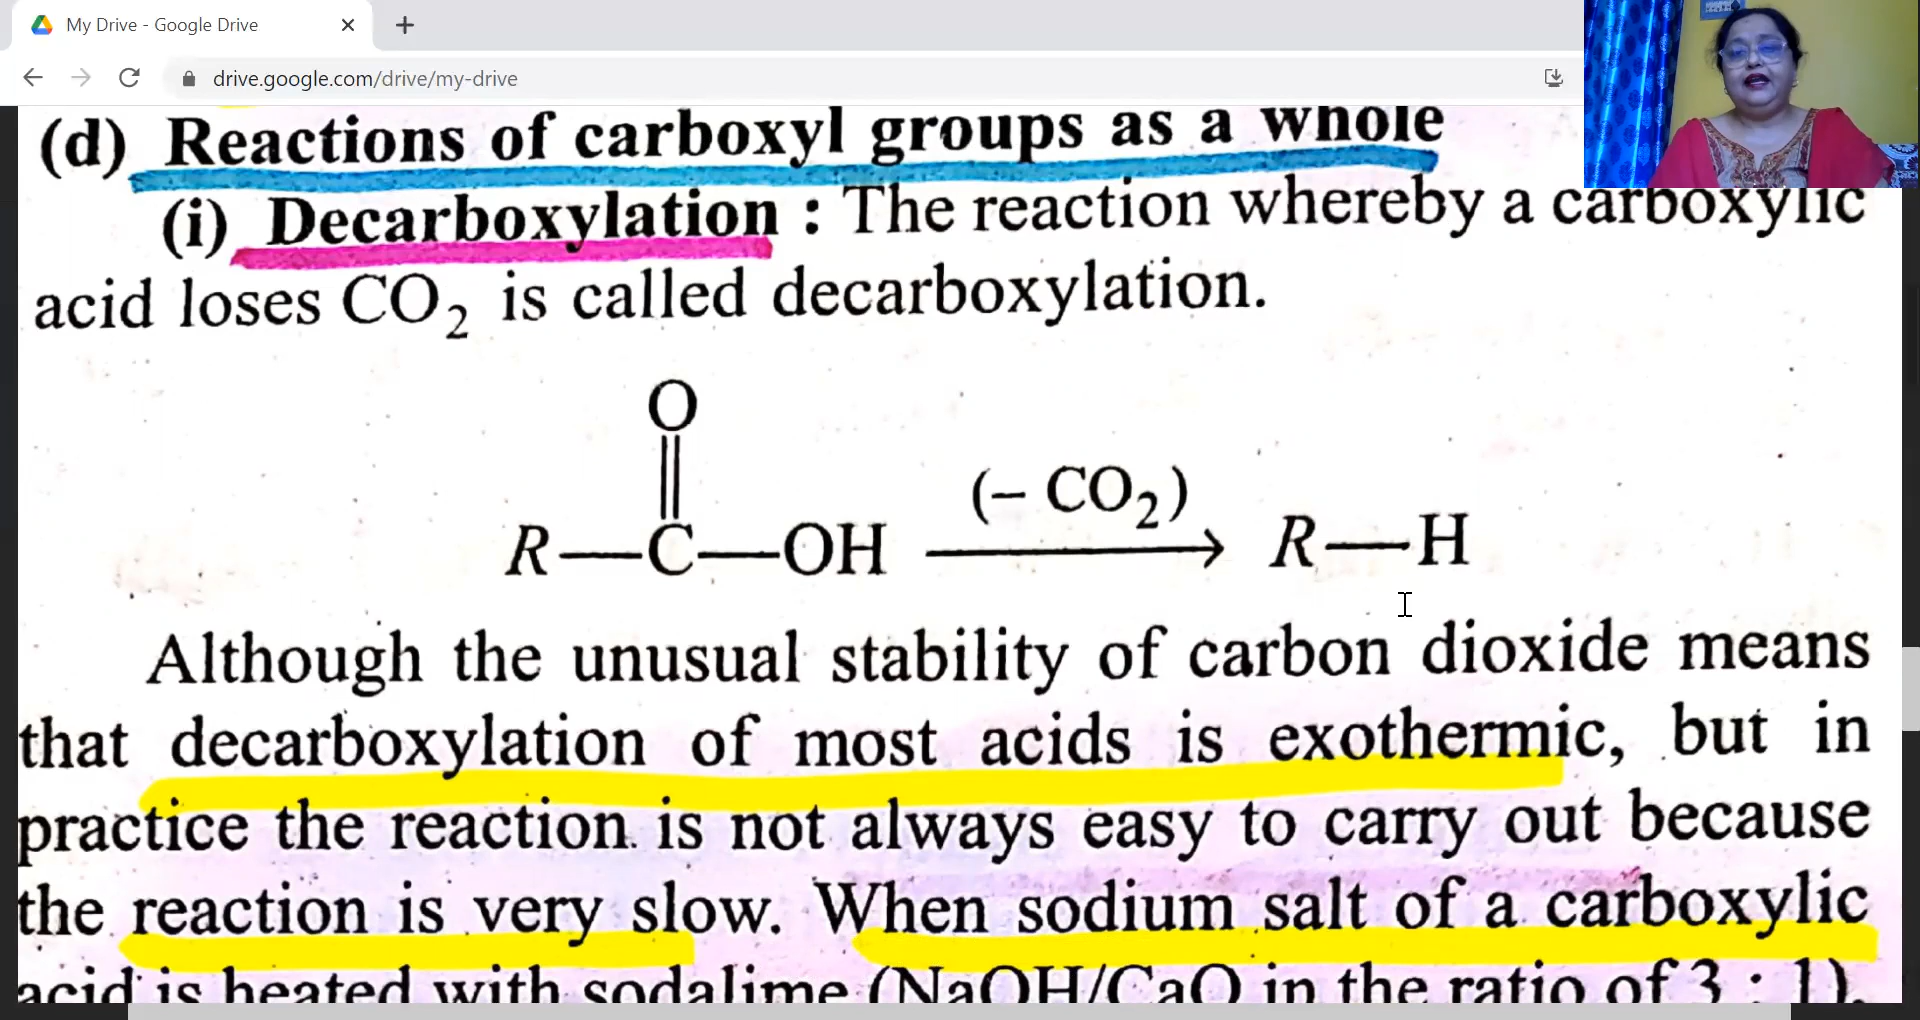 My Drive - Google Drive
drive.google.com/drive/my-drive
(d) Reactions of carboxyl groups as a whole
(i) Decarboxylation : The reaction whereby a carboxylic
acid loses CO₂ is called decarboxylation.
O
(– CO₂)
R—C—OH → R—H
Although the unusual stability of carbon dioxide means
that decarboxylation of most acids is exothermic, but in
practice the reaction is not always easy to carry out because
the reaction is very slow. When sodium salt of a carboxylic
acid is heated with sodalime (NaOH/CaO in the ratio of 3 : 1),